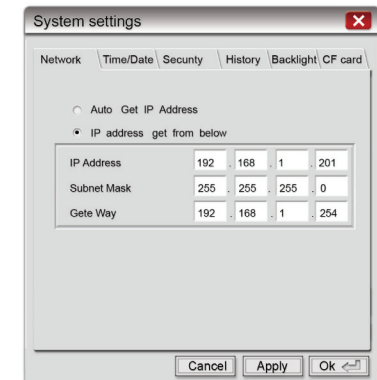 System settings
Network Time/Date Securnty History Backlight CF card
Auto Get IP Address
IP address get from below
IP Address 192 . 168 . 1 . 201
Subnet Mask 255 . 255 . 255 . 0
Gete Way 192 . 168 . 1 . 254
Cancel Apply Ok